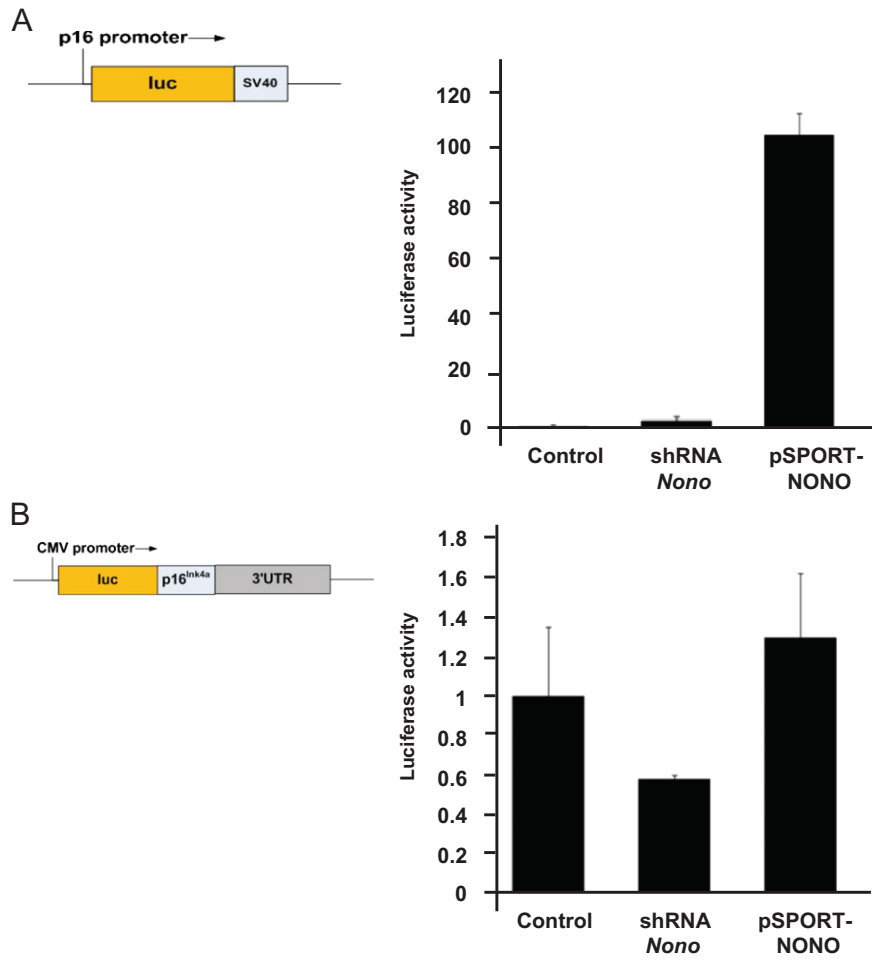 A
p16 promoter
luc
SV40
Luciferase activity
120
100
80
60
40
20
0
Control
shRNA
Nono
pSPORT-
NONO
B
CMV promoter
luc
p16Ink4a
3'UTR
Luciferase activity
1.8
1.6
1.4
1.2
1
0.8
0.6
0.4
0.2
0
Control
shRNA
Nono
pSPORT-
NONO